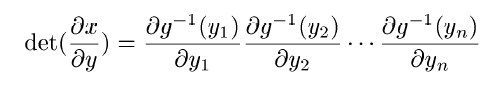 det(∂x/∂y) = ∂g⁻¹(y₁)/∂y₁ ∂g⁻¹(y₂)/∂y₂ ⋯ ∂g⁻¹(yₙ)/∂yₙ